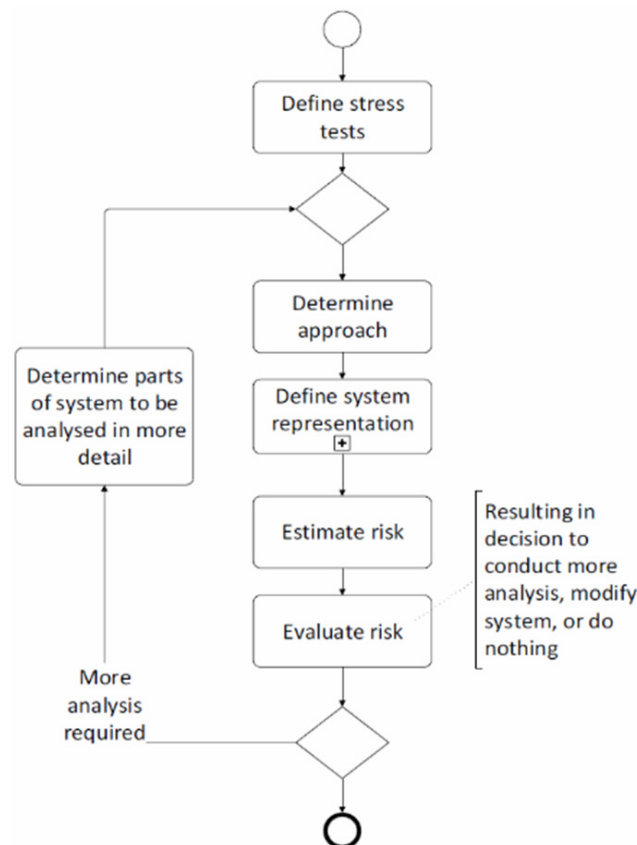 Define stress
tests
Determine
approach
Determine parts
of system to be
analysed in more
detail
Define system
representation
Estimate risk
Evaluate risk
Resulting in
decision to
conduct more
analysis, modify
system, or do
nothing
More
analysis
required